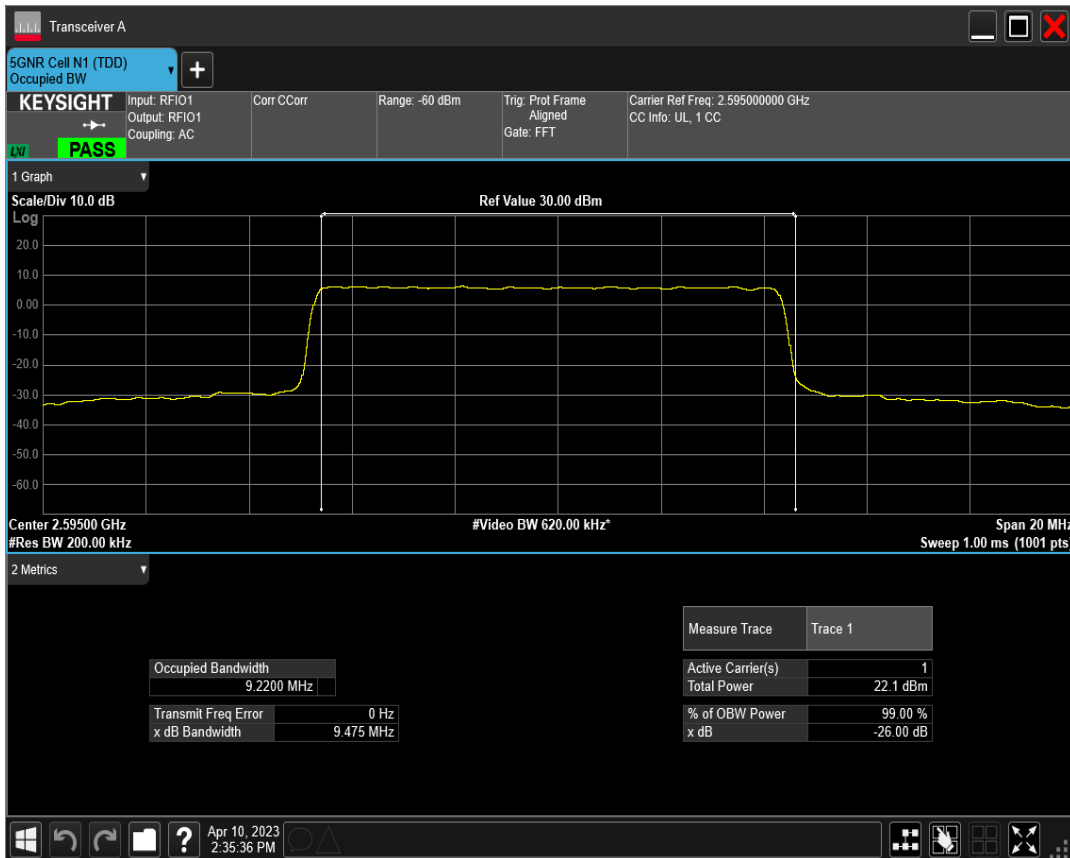 Transceiver A
5GNR Cell N1 (TDD)
Occupied BW
+
KEYSIGHT
LXI
PASS
Input: RFIO1
Output: RFIO1
Coupling: AC
Corr CCorr
Range: -60 dBm
Trig: Prot Frame
Aligned
Gate: FFT
Carrier Ref Freq: 2.595000000 GHz
CC Info: UL, 1 CC
1 Graph
Scale/Div 10.0 dB
Ref Value 30.00 dBm
Log
20.0
10.0
0.00
-10.0
-20.0
-30.0
-40.0
-50.0
-60.0
Center 2.59500 GHz
#Video BW 620.00 kHz*
Span 20 MHz
#Res BW 200.00 kHz
Sweep 1.00 ms (1001 pts)
2 Metrics
Measure Trace Trace 1
Occupied Bandwidth
9.2200 MHz
Active Carrier(s) 1
Total Power 22.1 dBm
Transmit Freq Error 0 Hz
x dB Bandwidth 9.475 MHz
% of OBW Power 99.00 %
x dB -26.00 dB
?
Apr 10, 2023
2:35:36 PM